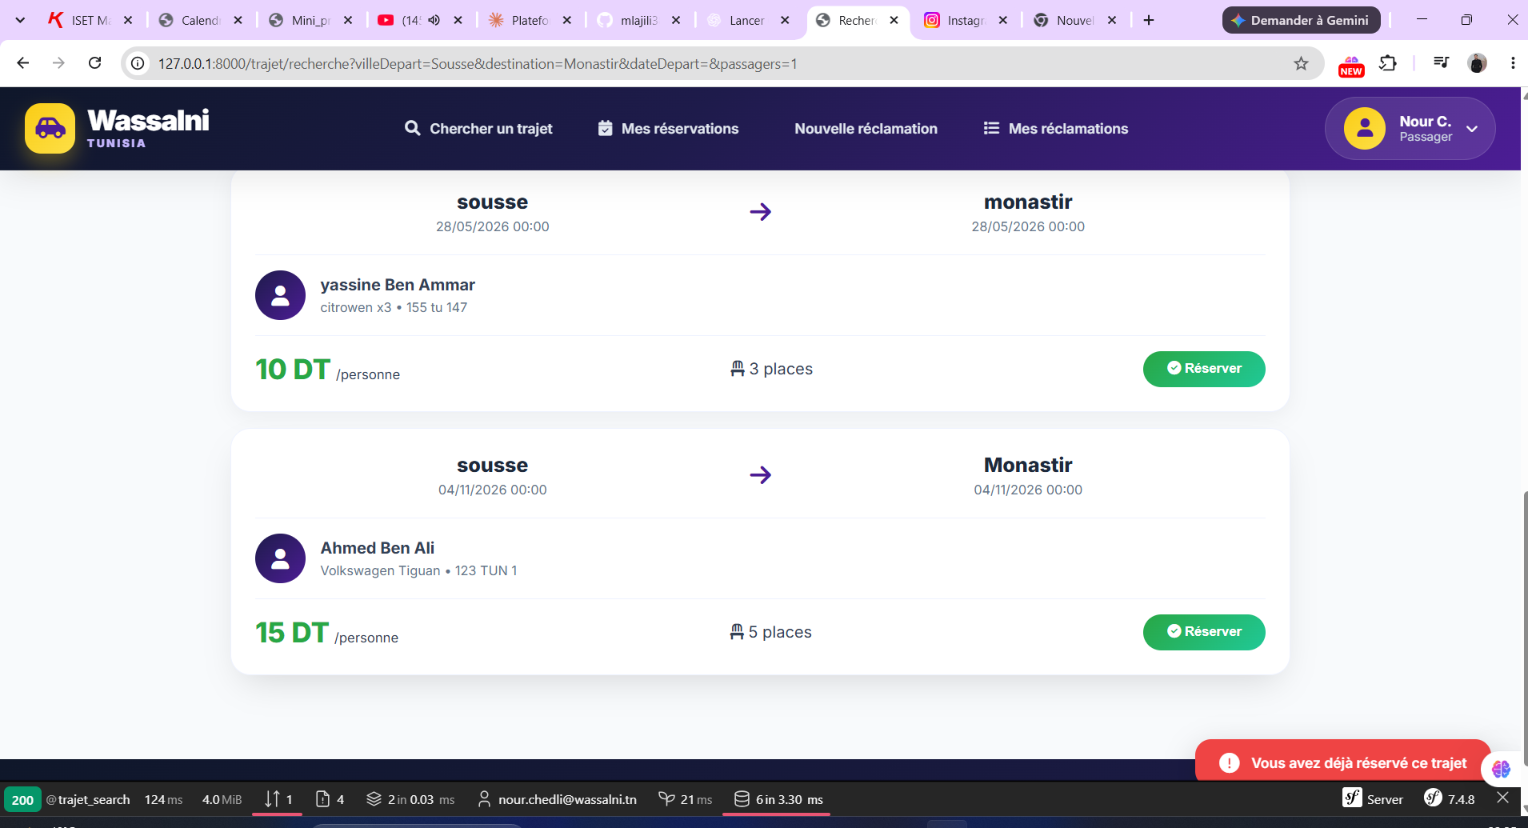 ISET M
Calend
Mini_p
(14
Platefo
mlajili3
Lancer
Recher
Instagr
Nouvel
Demander à Gemini
127.0.0.1:8000/trajet/recherche?villeDepart=Sousse&destination=Monastir&dateDepart=&passagers=1
NEW
Wassalni
TUNISIA
Chercher un trajet
Mes réservations
Nouvelle réclamation
Mes réclamations
Nour C.
Passager
sousse
monastir
28/05/2026 00:00
28/05/2026 00:00
yassine Ben Ammar
citrowen x3 • 155 tu 147
10 DT /personne
3 places
Réserver
sousse
Monastir
04/11/2026 00:00
04/11/2026 00:00
Ahmed Ben Ali
Volkswagen Tiguan • 123 TUN 1
15 DT /personne
5 places
Réserver
Vous avez déjà réservé ce trajet
200 @trajet_search 124 ms 4.0 MiB 1 4 2 in 0.03 ms nour.chedli@wassalni.tn 21 ms 6 in 3.30 ms sf Server sf 7.4.8